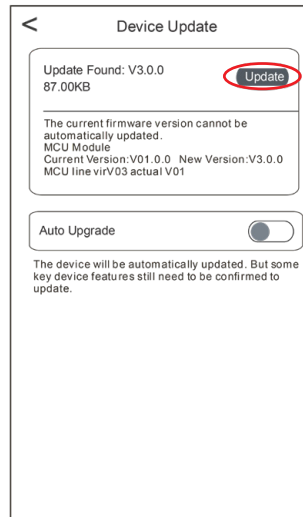 < Device Update
Update Found: V3.0.0
87.00KB
Update
The current firmware version cannot be
automatically updated.
MCU Module
Current Version:V01.0.0 New Version:V3.0.0
MCU line virV03 actual V01
Auto Upgrade
The device will be automatically updated. But some
key device features still need to be confirmed to
update.